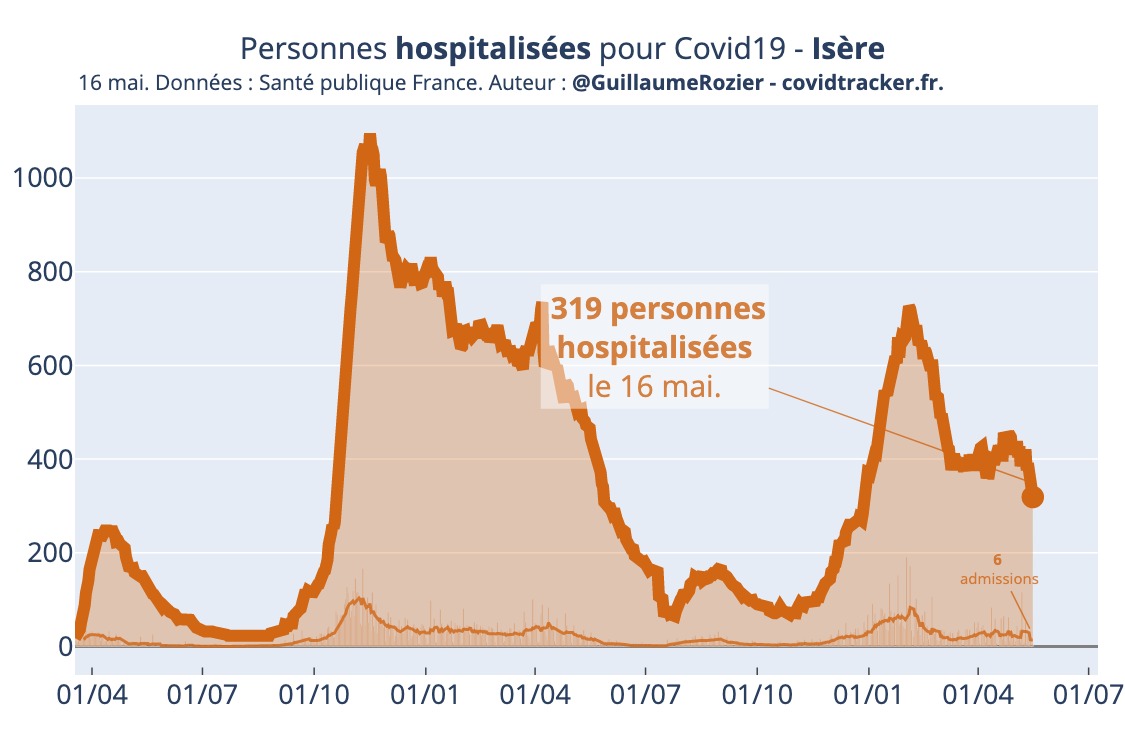 Personnes hospitalisées pour Covid19 - Isère
16 mai. Données : Santé publique France. Auteur : @GuillaumeRozier - covidtracker.fr.
1000
800
600
400
200
0
319 personnes
hospitalisées
le 16 mai.
6
admissions
01/04 01/07 01/10 01/01 01/04 01/07 01/10 01/01 01/04 01/07